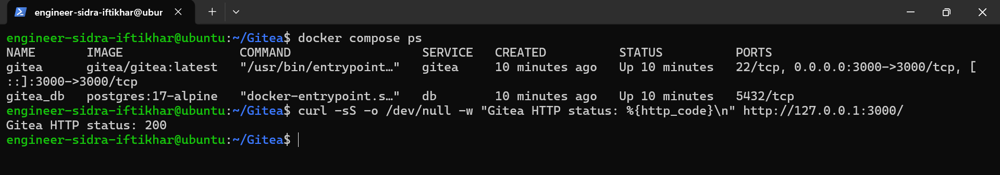 engineer-sidra-iftikhar@ubur
engineer-sidra-iftikhar@ubuntu:~/Gitea$ docker compose ps
NAME       IMAGE                COMMAND                  SERVICE   CREATED          STATUS          PORTS
gitea      gitea/gitea:latest   "/usr/bin/entrypoint…"   gitea     10 minutes ago   Up 10 minutes   22/tcp, 0.0.0.0:3000->3000/tcp, [
::]:3000->3000/tcp
gitea_db   postgres:17-alpine   "docker-entrypoint.s…"   db        10 minutes ago   Up 10 minutes   5432/tcp
engineer-sidra-iftikhar@ubuntu:~/Gitea$ curl -sS -o /dev/null -w "Gitea HTTP status: %{http_code}\n" http://127.0.0.1:3000/
Gitea HTTP status: 200
engineer-sidra-iftikhar@ubuntu:~/Gitea$